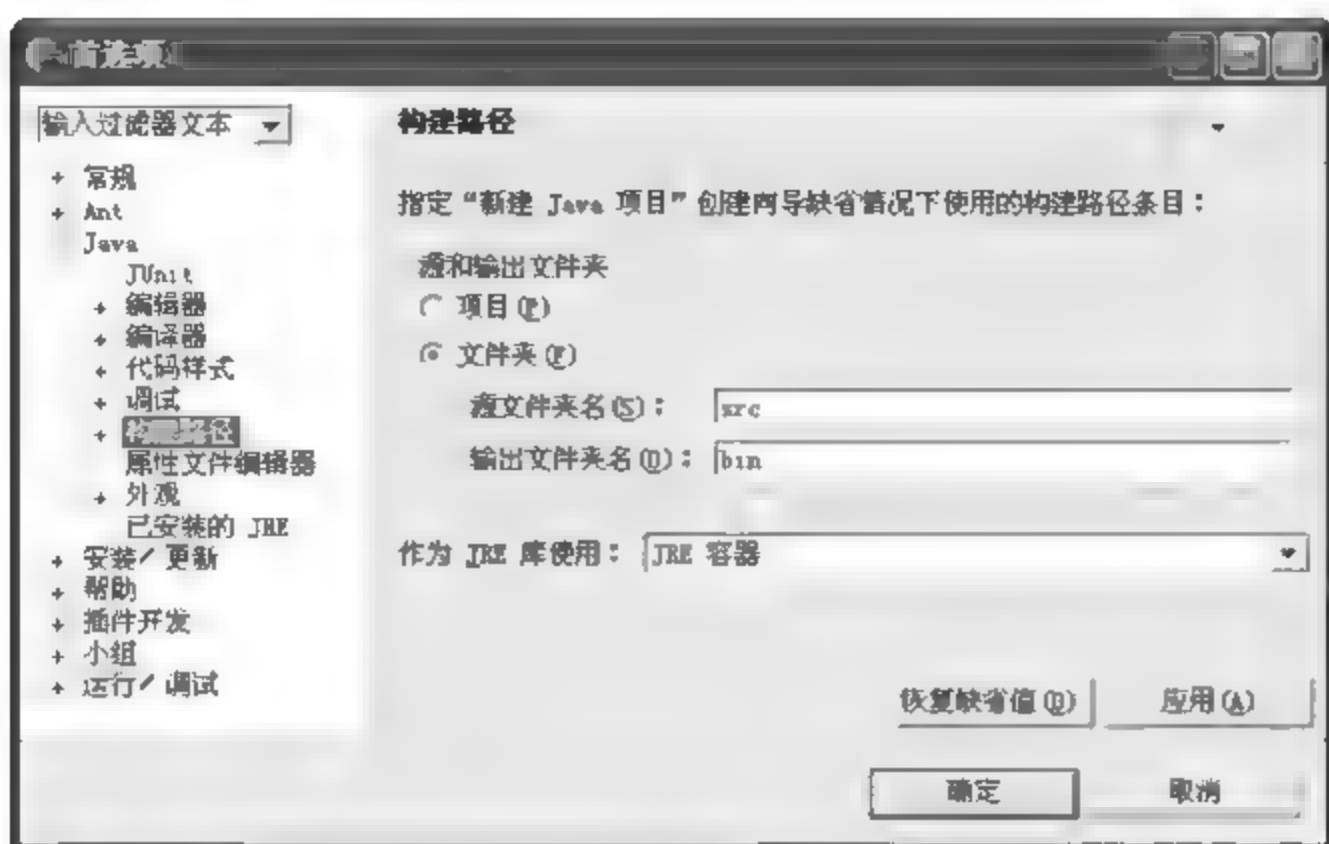 首选项
输入过滤器文本
常规
Ant
Java
JUnit
编辑器
编译器
代码样式
调试
构建路径
属性文件编辑器
外观
已安装的 JRE
安装/更新
帮助
插件开发
小组
运行/调试
构建路径
指定“新建 Java 项目”创建向导缺省情况下使用的构建路径条目:
源和输出文件夹
项目(P)
文件夹(F)
源文件夹名(S): src
输出文件夹名(U): bin
作为 JRE 库使用: JRE 容器
恢复缺省值(D) 应用(A)
确定 取消